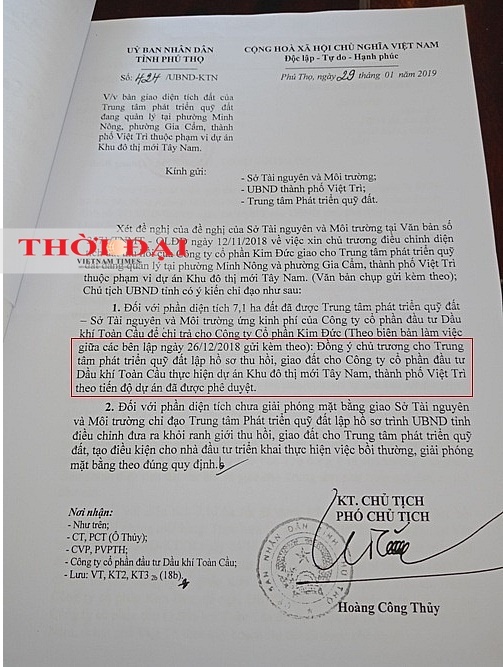 ỦY BAN NHÂN DÂN
TỈNH PHÚ THỌ
CỘNG HOÀ XÃ HỘI CHỦ NGHĨA VIỆT NAM
Độc lập - Tự do - Hạnh phúc
Số: 424 /UBND-KTN
Phú Thọ, ngày 29 tháng 01 năm 2019
V/v bàn giao diện tích đất của
Trung tâm phát triển quỹ đất
đang quản lý tại phường Minh
Nông, phường Gia Cẩm, thành
phố Việt Trì thuộc phạm vi dự án
Khu đô thị mới Tây Nam.
Kính gửi:
- Sở Tài nguyên và Môi trường;
- UBND thành phố Việt Trì;
- Trung tâm Phát triển quỹ đất.
Xét đề nghị của đề nghị của Sở Tài nguyên và Môi trường tại Văn bản số
ngày 12/11/2018 về việc xin chủ trương điều chỉnh diện
của Công ty cổ phần Kim Đức giao cho Trung tâm phát triển quỹ
đất đang quản lý tại phường Minh Nông và phường Gia Cẩm, thành phố Việt Trì
thuộc phạm vi dự án Khu đô thị mới Tây Nam. (Văn bản chụp gửi kèm theo);
Chủ tịch UBND tỉnh có ý kiến chỉ đạo như sau:
THỜI ĐẠI
VIETNAM TIMES
1. Đối với phần diện tích 7,1 ha đất đã được Trung tâm phát triển quỹ đất
– Sở Tài nguyên và Môi trường ứng kinh phí của Công ty cổ phần đầu tư Dầu
khí Toàn Cầu để chi trả cho Công ty Cổ phần Kim Đức (Theo biên bản làm việc
giữa các bên lập ngày 26/12/2018 gửi kèm theo): Đồng ý chủ trương cho Trung
tâm phát triển quỹ đất lập hồ sơ thu hồi, giao đất cho Công ty cổ phần đầu tư
Dầu khí Toàn Cầu thực hiện dự án Khu đô thị mới Tây Nam, thành phố Việt Trì
theo tiến độ dự án đã được phê duyệt.
2. Đối với phần diện tích chưa giải phóng mặt bằng giao Sở Tài nguyên
và Môi trường chỉ đạo Trung tâm Phát triển quỹ đất lập hồ sơ trình UBND tỉnh
điều chỉnh đưa ra khỏi ranh giới thu hồi, giao đất cho Trung tâm phát triển quỹ
đất, tạo điều kiện cho nhà đầu tư triển khai thực hiện việc bồi thường, giải phóng
mặt bằng theo đúng quy định./.
Nơi nhận:
- Như trên;
- CT, PCT (Ô Thủy);
- CVP, PVPTH;
- Công ty cổ phần đầu tư Dầu khí Toàn Cầu;
- Lưu: VT, KT2, KT3 2b (18b).
KT. CHỦ TỊCH
PHÓ CHỦ TỊCH
Hoàng Công Thủy